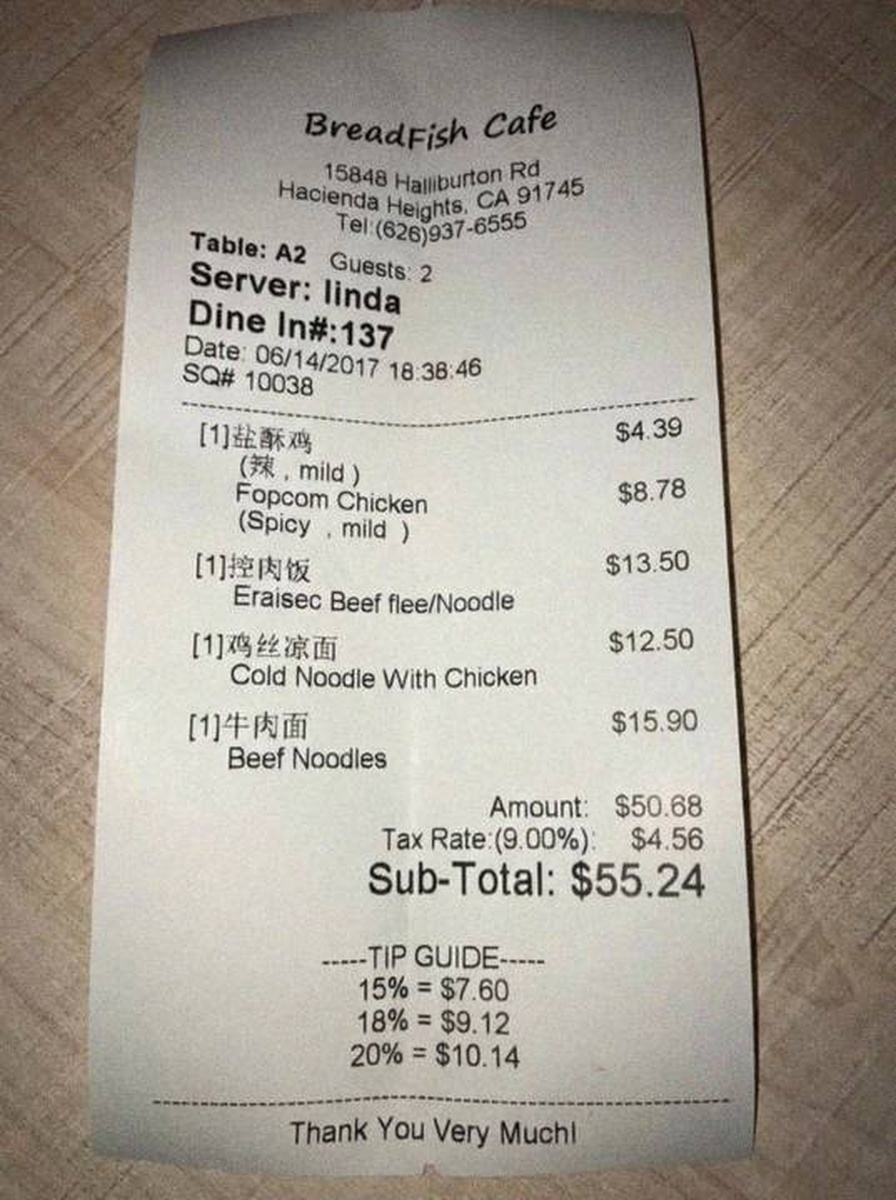 BreadFish Cafe
15848 Halliburton Rd
Hacienda Heights, CA 91745
Tel:(626)937-6555
Table: A2 Guests: 2
Server: linda
Dine In#:137
Date: 06/14/2017 18:38:46
SQ# 10038
[1]盐酥鸡 $4.39
(辣 , mild )
Fopcom Chicken $8.78
(Spicy , mild )
[1]控肉饭 $13.50
Eraisec Beef flee/Noodle
[1]鸡丝凉面 $12.50
Cold Noodle With Chicken
[1]牛肉面 $15.90
Beef Noodles
Amount: $50.68
Tax Rate:(9.00%): $4.56
Sub-Total: $55.24
-----TIP GUIDE-----
15% = $7.60
18% = $9.12
20% = $10.14
Thank You Very Much!